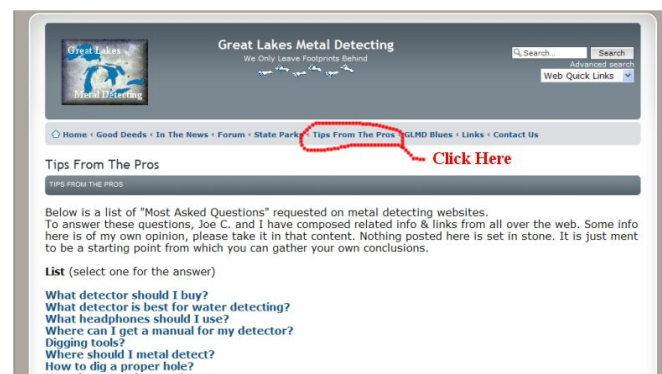 Great Lakes
Metal Detecting
Great Lakes Metal Detecting
We Only Leave Footprints Behind
Search... Search
Advanced search
Web Quick Links
Home ‹ Good Deeds ‹ In The News ‹ Forum ‹ State Parks ‹ Tips From The Pros ‹ GLMD Blues ‹ Links ‹ Contact Us
Click Here
Tips From The Pros
TIPS FROM THE PROS
Below is a list of "Most Asked Questions" requested on metal detecting websites.
To answer these questions, Joe C. and I have composed related info & links from all over the web. Some info
here is of my own opinion, please take it in that content. Nothing posted here is set in stone. It is just ment
to be a starting point from which you can gather your own conclusions.
List (select one for the answer)
What detector should I buy?
What detector is best for water detecting?
What headphones should I use?
Where can I get a manual for my detector?
Digging tools?
Where should I metal detect?
How to dig a proper hole?